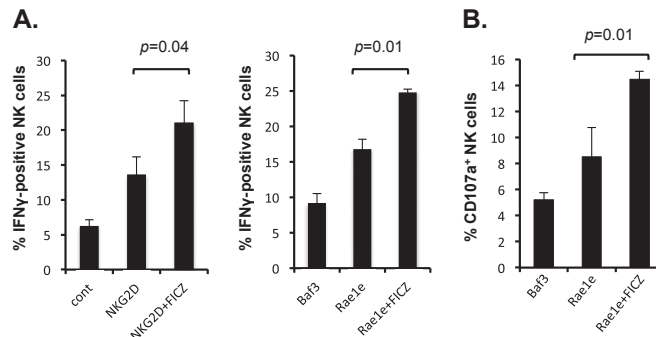 A.
p=0.04
% IFNγ-positive NK cells
30
25
20
15
10
5
0
cont
NKG2D
NKG2D+FICZ
p=0.01
% IFNγ-positive NK cells
30
25
20
15
10
5
0
Baf3
Rae1e
Rae1e+FICZ
B.
p=0.01
% CD107a⁺ NK cells
16
14
12
10
8
6
4
2
0
Baf3
Rae1e
Rae1e+FICZ